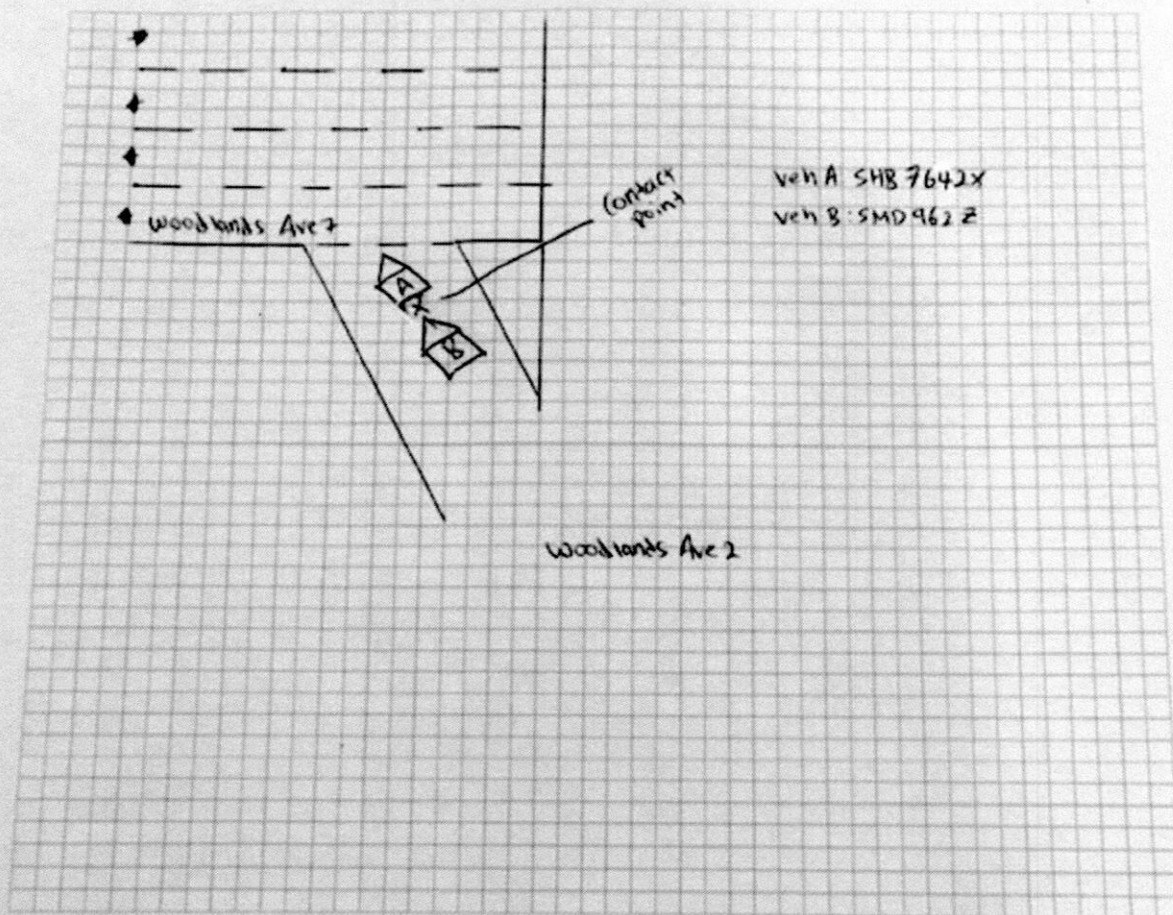 Contact
point
veh A SHB 7642X
veh B: SMD 962 Z
Woodlands Ave 7
A
X
B
Woodlands Ave 2